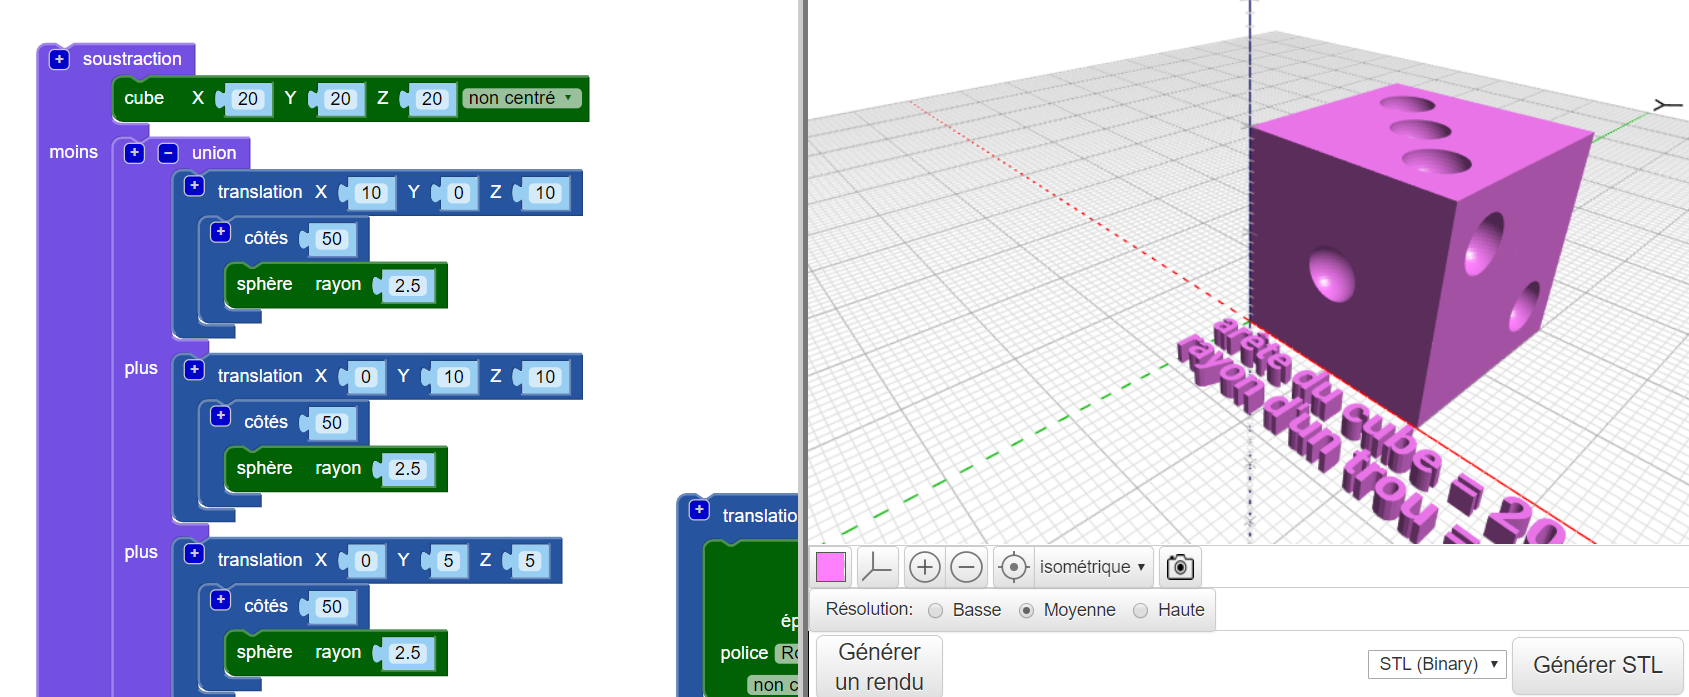 soustraction
cube X 20 Y 20 Z 20 non centré
moins + − union
translation X 10 Y 0 Z 10
côtés 50
sphère rayon 2.5
plus translation X 0 Y 10 Z 10
côtés 50
sphère rayon 2.5
plus translation X 0 Y 5 Z 5
côtés 50
sphère rayon 2.5
translatio
ép
police Ro
non c
arête du cube = 20
rayon d'un trou =
isométrique
Résolution: Basse Moyenne Haute
Générer
un rendu
STL (Binary)
Générer STL